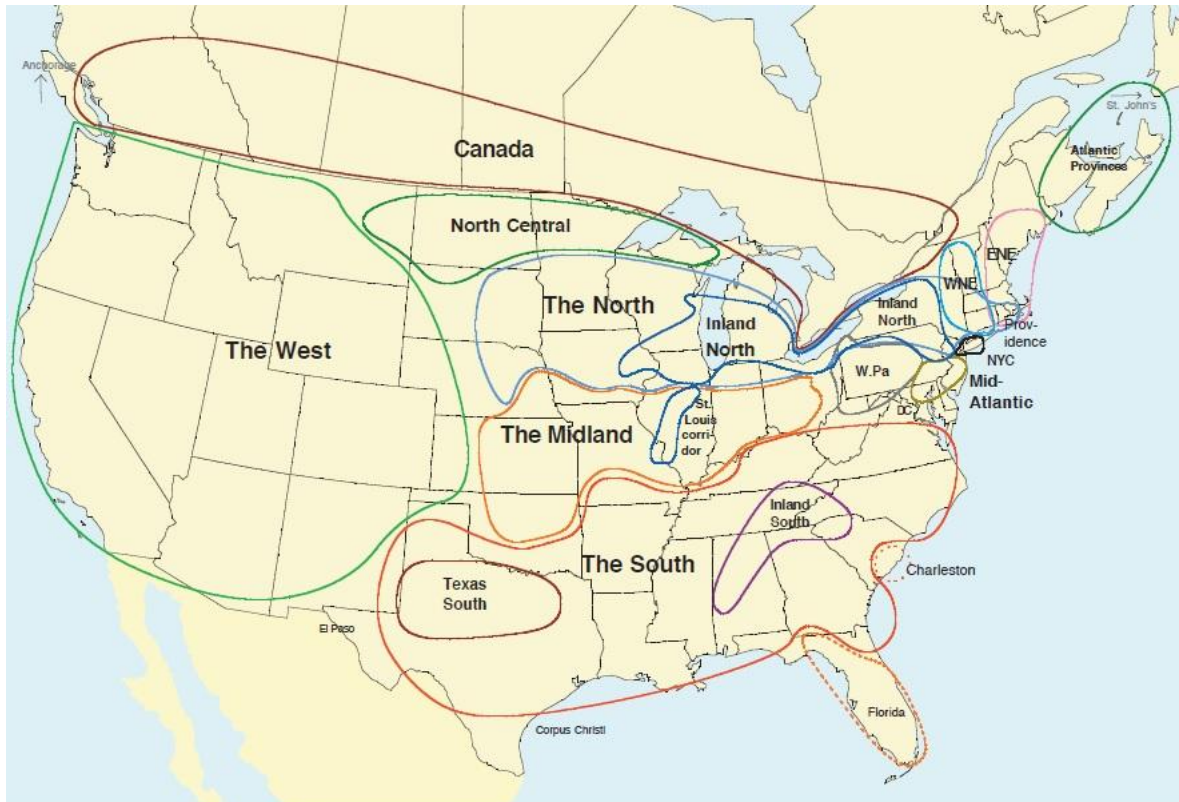 Anchorage
St. John's
Canada
Atlantic
Provinces
North Central
ENE
WNE
The North
Inland
North
Inland
North
Prov-
idence
The West
NYC
W.Pa
Mid-
Atlantic
DC
St.
Louis
corri-
dor
The Midland
Inland
South
The South
Charleston
Texas
South
El Paso
Florida
Corpus Christi